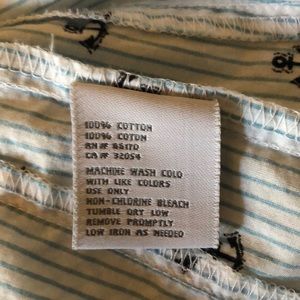 100% COTTON
100% COTON
RN# 85170
CA# 32054
MACHINE WASH COLD
WITH LIKE COLORS
USE ONLY
NON-CHLORINE BLEACH
TUMBLE DRY LOW
REMOVE PROMPTLY
LOW IRON AS NEEDED